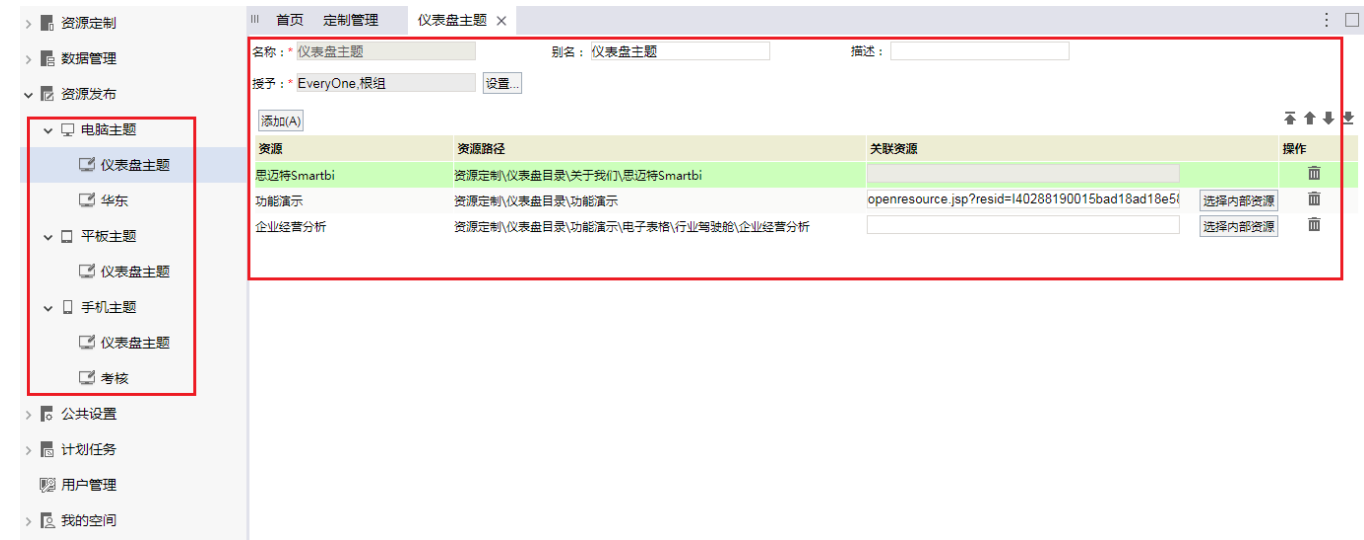 资源定制
数据管理
资源发布
电脑主题
仪表盘主题
华东
平板主题
仪表盘主题
手机主题
仪表盘主题
考核
公共设置
计划任务
用户管理
我的空间
首页 定制管理 仪表盘主题
名称：* 仪表盘主题 别名： 仪表盘主题 描述：
授予：* EveryOne,根组 设置...
添加(A)
资源 资源路径 关联资源 操作
思迈特Smartbi 资源定制\仪表盘目录\关于我们\思迈特Smartbi
功能演示 资源定制\仪表盘目录\功能演示 openresource.jsp?resid=I40288190015bad18ad18e58 选择内部资源
企业经营分析 资源定制\仪表盘目录\功能演示\电子表格\行业驾驶舱\企业经营分析 选择内部资源